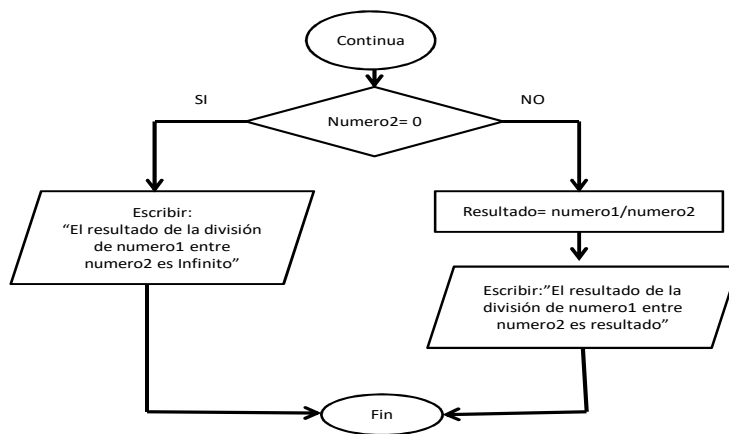 Continua
SI
NO
Numero2= 0
Escribir:
“El resultado de la división
de numero1 entre
numero2 es Infinito”
Resultado= numero1/numero2
Escribir:”El resultado de la
división de numero1 entre
numero2 es resultado”
Fin